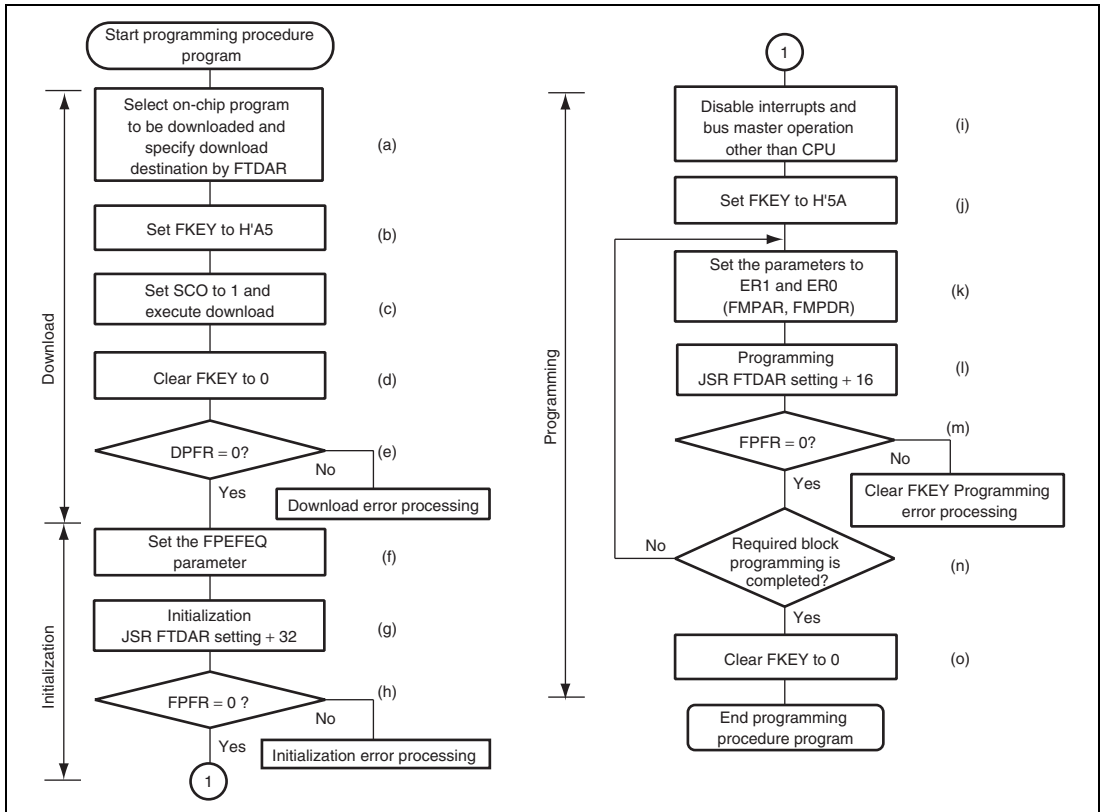 Start programming procedure
program
Download
Select on-chip program
to be downloaded and
specify download
destination by FTDAR
(a)
Set FKEY to H'A5
(b)
Set SCO to 1 and
execute download
(c)
Clear FKEY to 0
(d)
DPFR = 0?
(e)
No
Yes
Download error processing
Initialization
Set the FPEFEQ
parameter
(f)
Initialization
JSR FTDAR setting + 32
(g)
FPFR = 0 ?
(h)
No
Yes
Initialization error processing
1
1
Programming
Disable interrupts and
bus master operation
other than CPU
(i)
Set FKEY to H'5A
(j)
Set the parameters to
ER1 and ER0
(FMPAR, FMPDR)
(k)
Programming
JSR FTDAR setting + 16
(l)
FPFR = 0?
(m)
No
Yes
Clear FKEY Programming
error processing
No
Required block
programming is
completed?
(n)
Yes
Clear FKEY to 0
(o)
End programming
procedure program